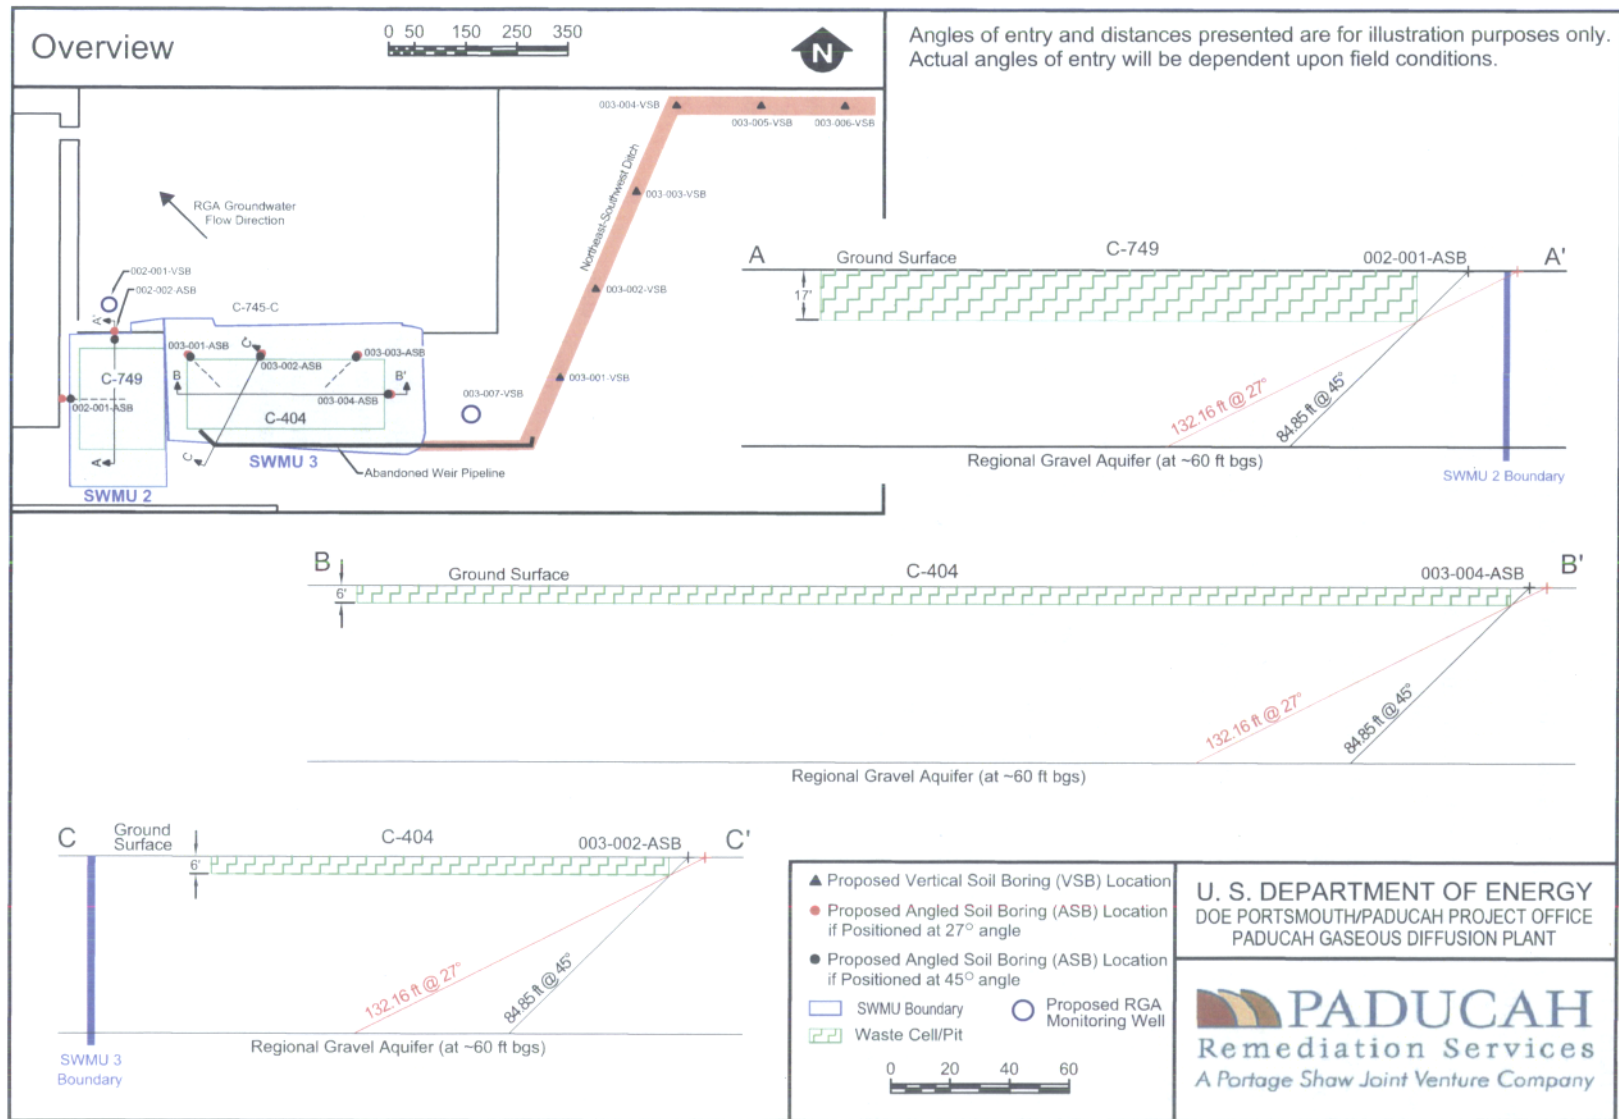 Overview
0 50 150 250 350
N
Angles of entry and distances presented are for illustration purposes only.
Actual angles of entry will be dependent upon field conditions.
003-004-VSB
003-005-VSB
003-006-VSB
Northeast-Southwest Ditch
003-003-VSB
RGA Groundwater
Flow Direction
002-001-VSB
002-002-ASB
003-002-VSB
C-745-C
A'
003-001-ASB
C'
003-002-ASB
003-003-ASB
C-749
B
B'
003-001-VSB
003-007-VSB
002-001-ASB
003-004-ASB
C-404
A
C
SWMU 3
Abandoned Weir Pipeline
SWMU 2
A
Ground Surface
C-749
002-001-ASB
A'
17'
132.16 ft @ 27°
84.85 ft @ 45°
Regional Gravel Aquifer (at ~60 ft bgs)
SWMU 2 Boundary
B
Ground Surface
C-404
003-004-ASB
B'
6'
132.16 ft @ 27°
84.85 ft @ 45°
Regional Gravel Aquifer (at ~60 ft bgs)
C
Ground
Surface
C-404
003-002-ASB
C'
6'
132.16 ft @ 27°
84.85 ft @ 45°
Regional Gravel Aquifer (at ~60 ft bgs)
SWMU 3
Boundary
Proposed Vertical Soil Boring (VSB) Location
Proposed Angled Soil Boring (ASB) Location
if Positioned at 27° angle
Proposed Angled Soil Boring (ASB) Location
if Positioned at 45° angle
SWMU Boundary
Proposed RGA
Monitoring Well
Waste Cell/Pit
0 20 40 60
U. S. DEPARTMENT OF ENERGY
DOE PORTSMOUTH/PADUCAH PROJECT OFFICE
PADUCAH GASEOUS DIFFUSION PLANT
PADUCAH
Remediation Services
A Portage Shaw Joint Venture Company